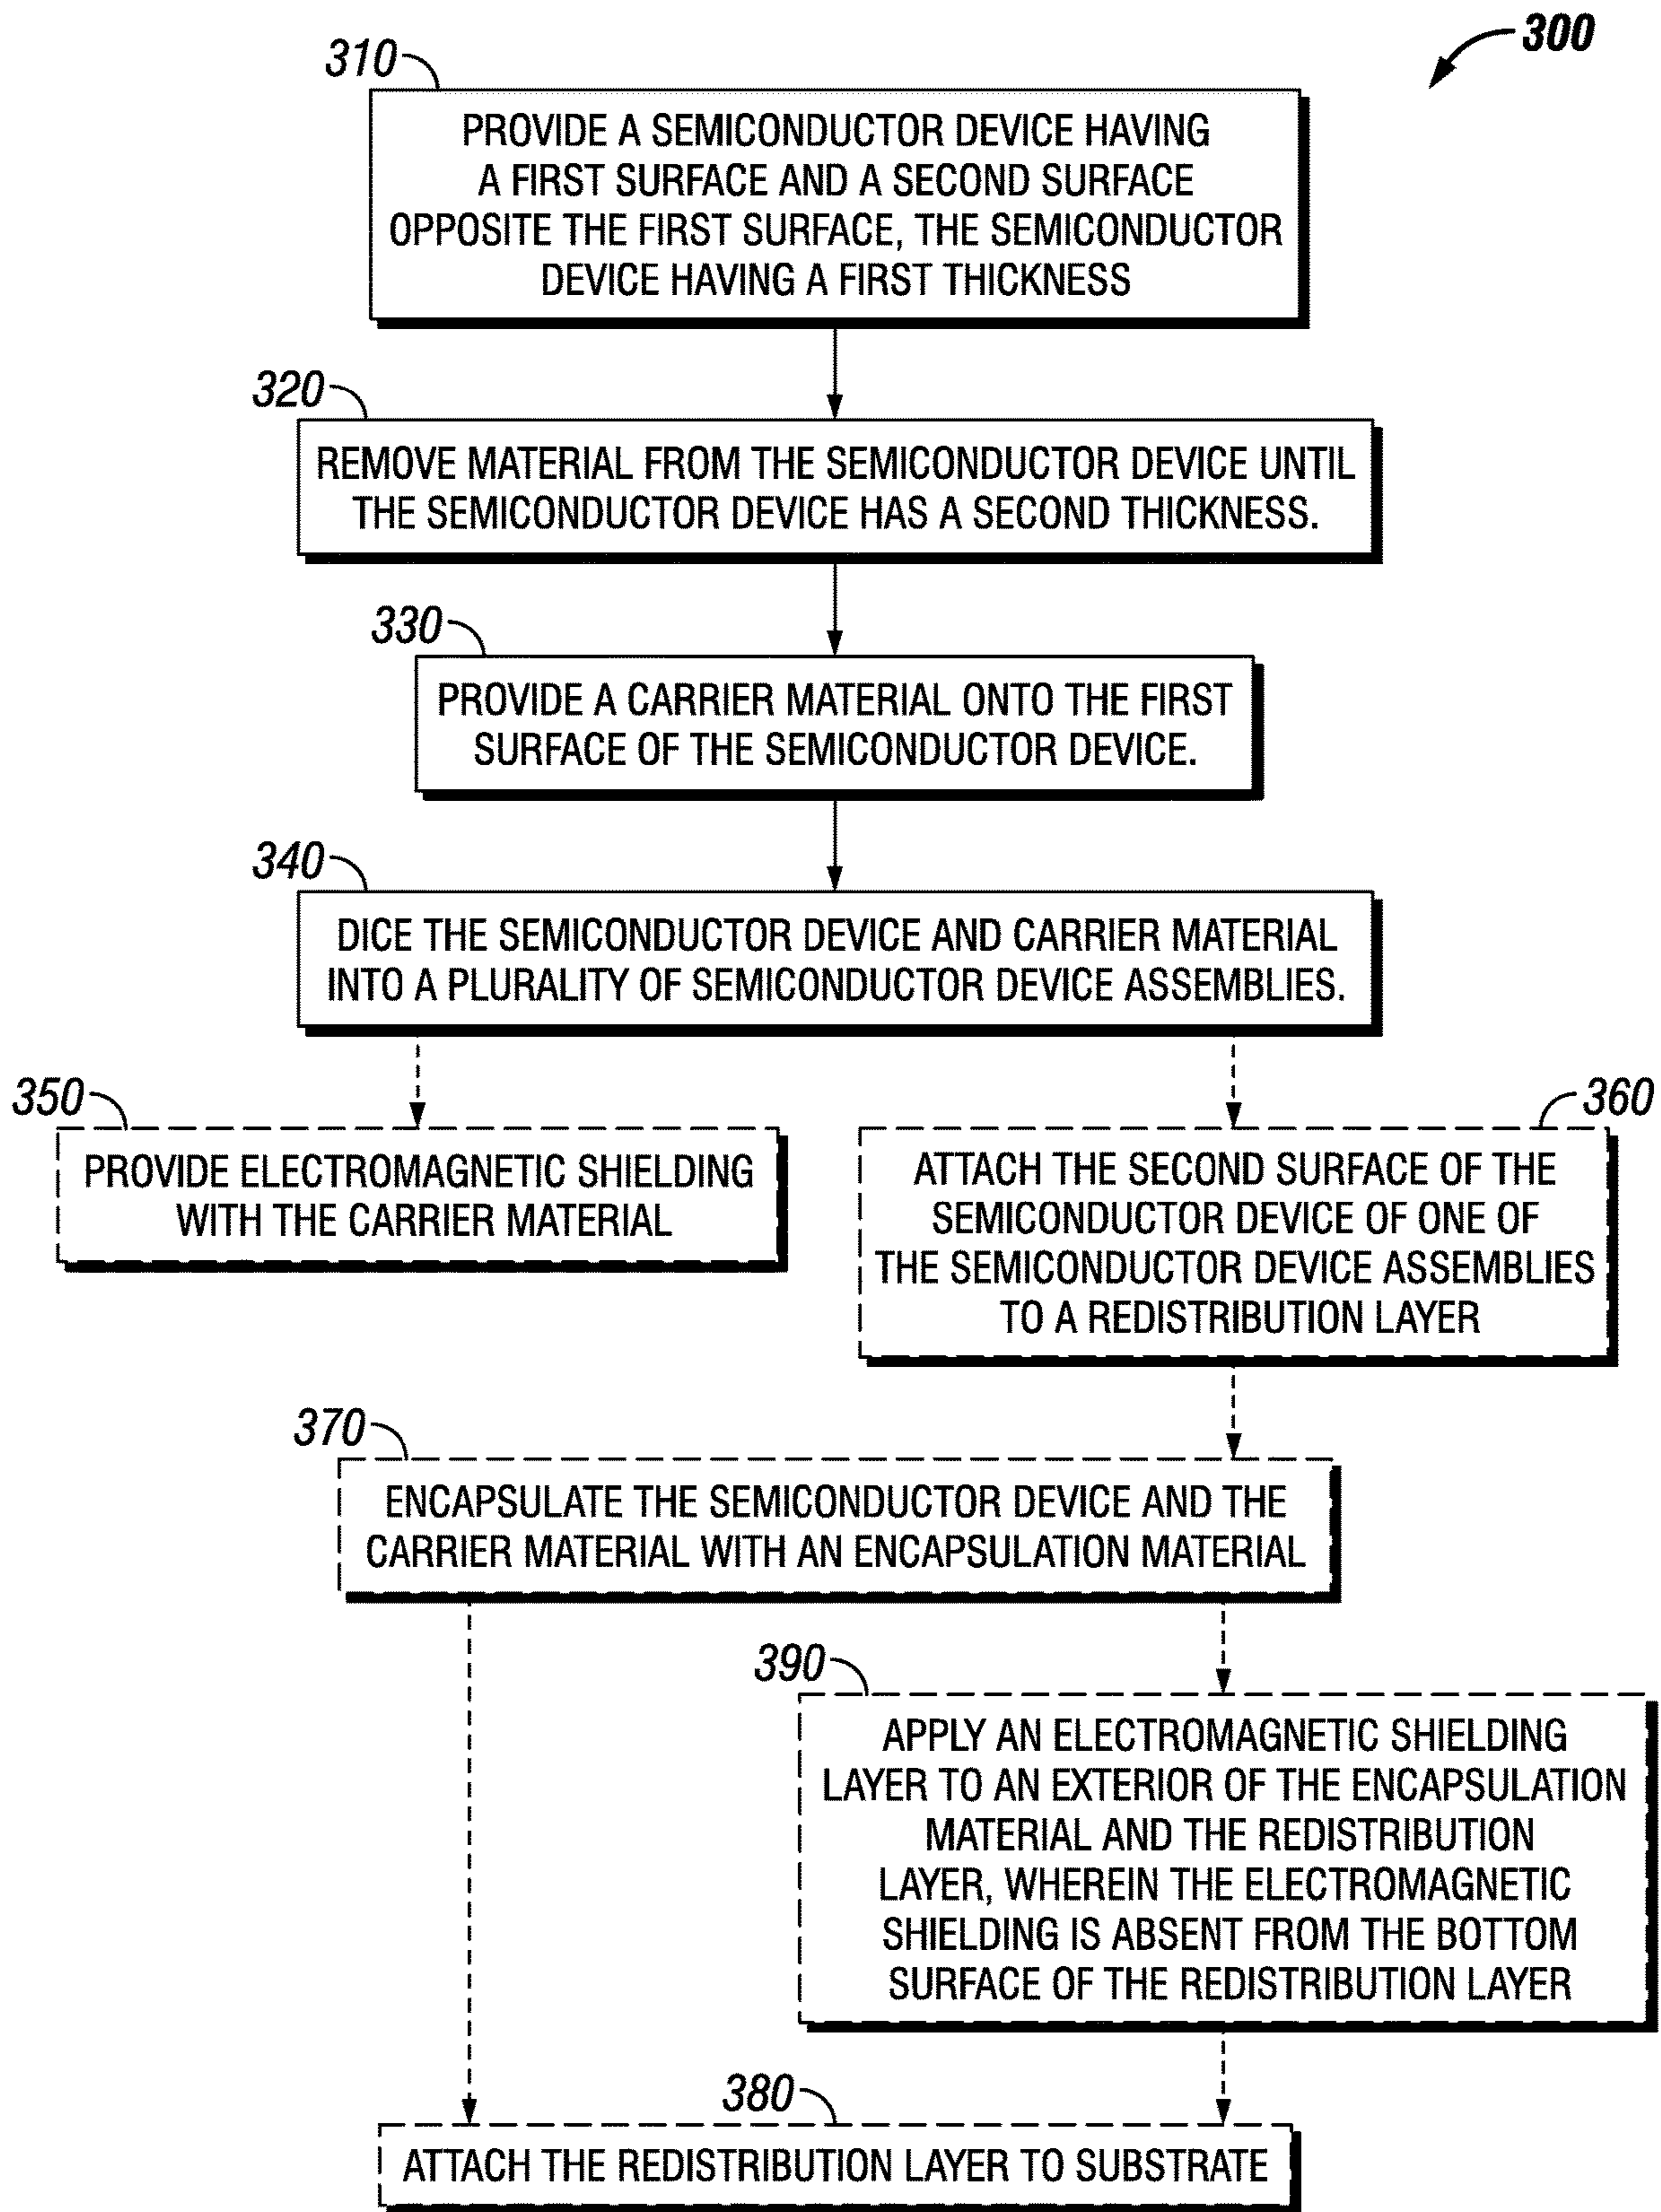 300
310
PROVIDE A SEMICONDUCTOR DEVICE HAVING
A FIRST SURFACE AND A SECOND SURFACE
OPPOSITE THE FIRST SURFACE, THE SEMICONDUCTOR
DEVICE HAVING A FIRST THICKNESS
320
REMOVE MATERIAL FROM THE SEMICONDUCTOR DEVICE UNTIL
THE SEMICONDUCTOR DEVICE HAS A SECOND THICKNESS.
330
PROVIDE A CARRIER MATERIAL ONTO THE FIRST
SURFACE OF THE SEMICONDUCTOR DEVICE.
340
DICE THE SEMICONDUCTOR DEVICE AND CARRIER MATERIAL
INTO A PLURALITY OF SEMICONDUCTOR DEVICE ASSEMBLIES.
350
PROVIDE ELECTROMAGNETIC SHIELDING
WITH THE CARRIER MATERIAL
360
ATTACH THE SECOND SURFACE OF THE
SEMICONDUCTOR DEVICE OF ONE OF
THE SEMICONDUCTOR DEVICE ASSEMBLIES
TO A REDISTRIBUTION LAYER
370
ENCAPSULATE THE SEMICONDUCTOR DEVICE AND THE
CARRIER MATERIAL WITH AN ENCAPSULATION MATERIAL
390
APPLY AN ELECTROMAGNETIC SHIELDING
LAYER TO AN EXTERIOR OF THE ENCAPSULATION
MATERIAL AND THE REDISTRIBUTION
LAYER, WHEREIN THE ELECTROMAGNETIC
SHIELDING IS ABSENT FROM THE BOTTOM
SURFACE OF THE REDISTRIBUTION LAYER
380
ATTACH THE REDISTRIBUTION LAYER TO SUBSTRATE